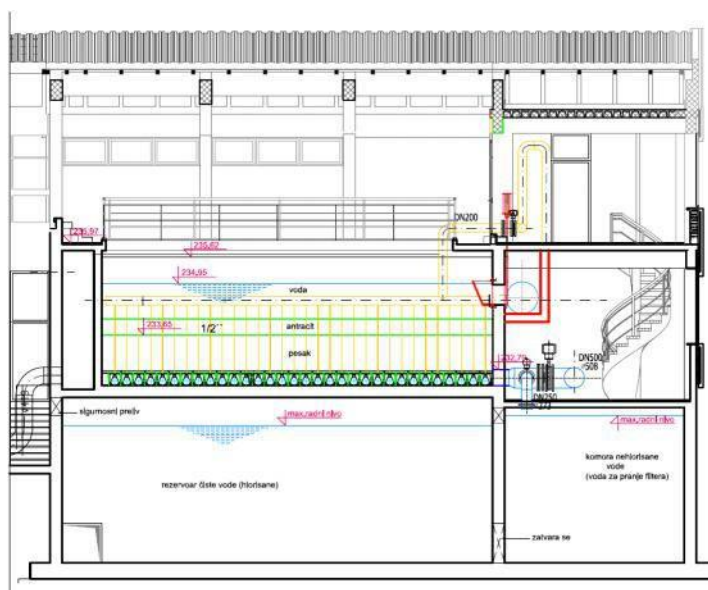 DN200
235,97
235,62
234,95
voda
233,65
1/2´´
antracit
pesak
232,75
DN500
508
DN250
273
sigurnosni preliv
max.radni nivo
max.radni nivo
komora nehlorisane
vode
(voda za pranje filtera)
rezervoar čiste vode (hlorisane)
zatvara se